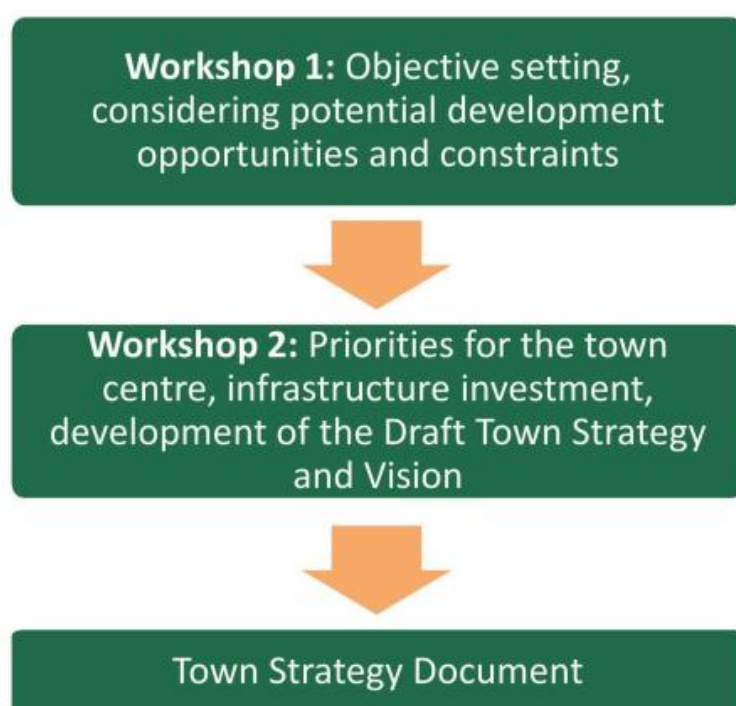 Workshop 1: Objective setting,
considering potential development
opportunities and constraints
Workshop 2: Priorities for the town
centre, infrastructure investment,
development of the Draft Town Strategy
and Vision
Town Strategy Document